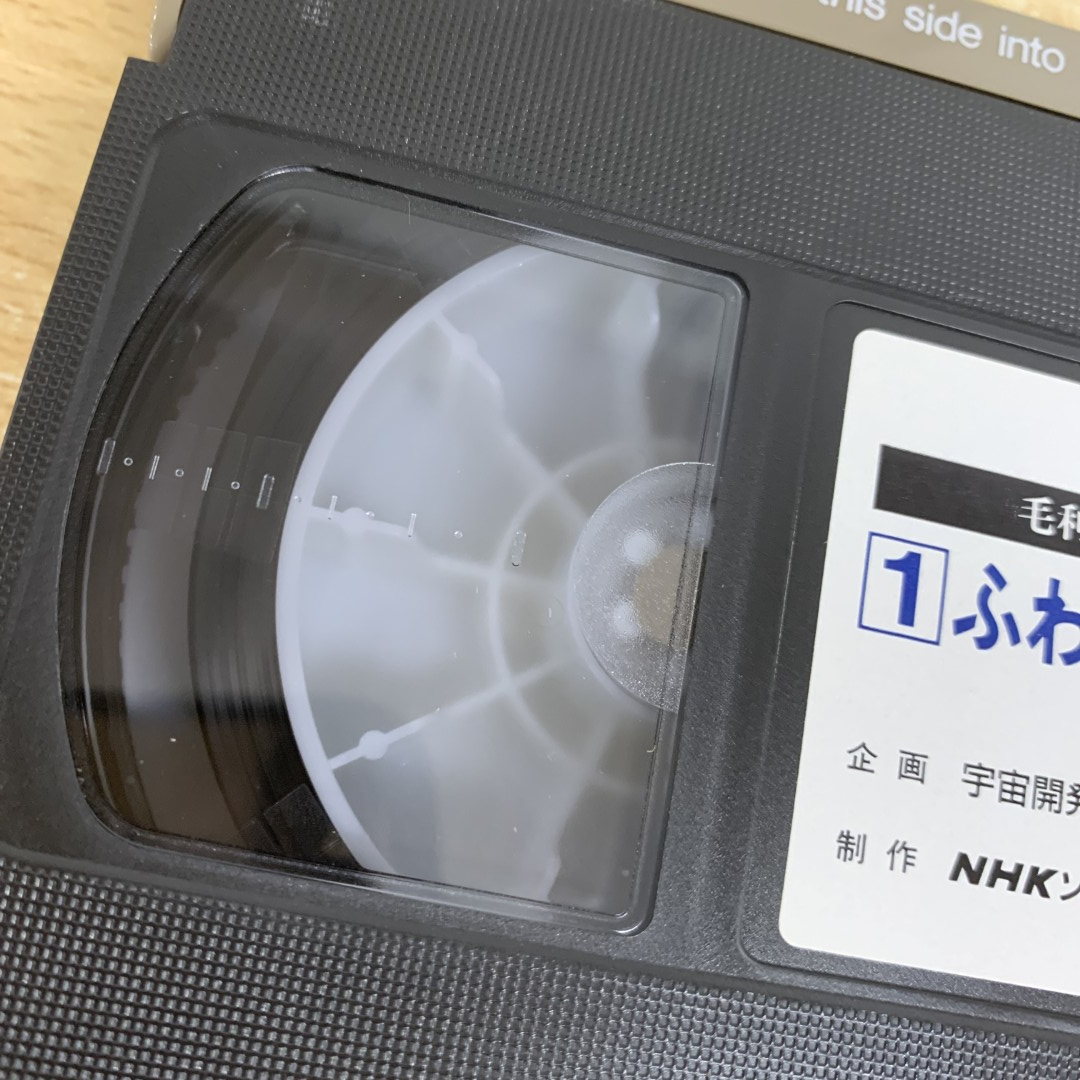 this side into
毛利
1 ふわ
企画 宇宙開発
制作 NHKソ